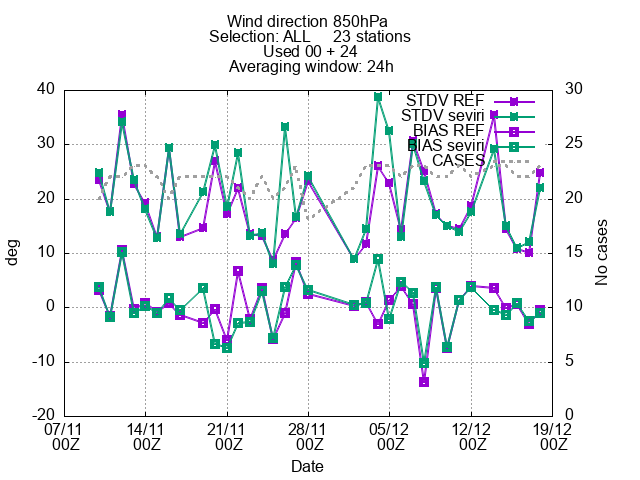 Wind direction 850hPa
Selection: ALL 23 stations
Used 00 + 24
Averaging window: 24h
40
30
20
10
0
-10
-20
deg
30
25
20
15
10
5
0
No cases
STDV REF
STDV seviri
BIAS REF
BIAS seviri
CASES
07/11 14/11 21/11 28/11 05/12 12/12 19/12
00Z 00Z 00Z 00Z 00Z 00Z 00Z
Date